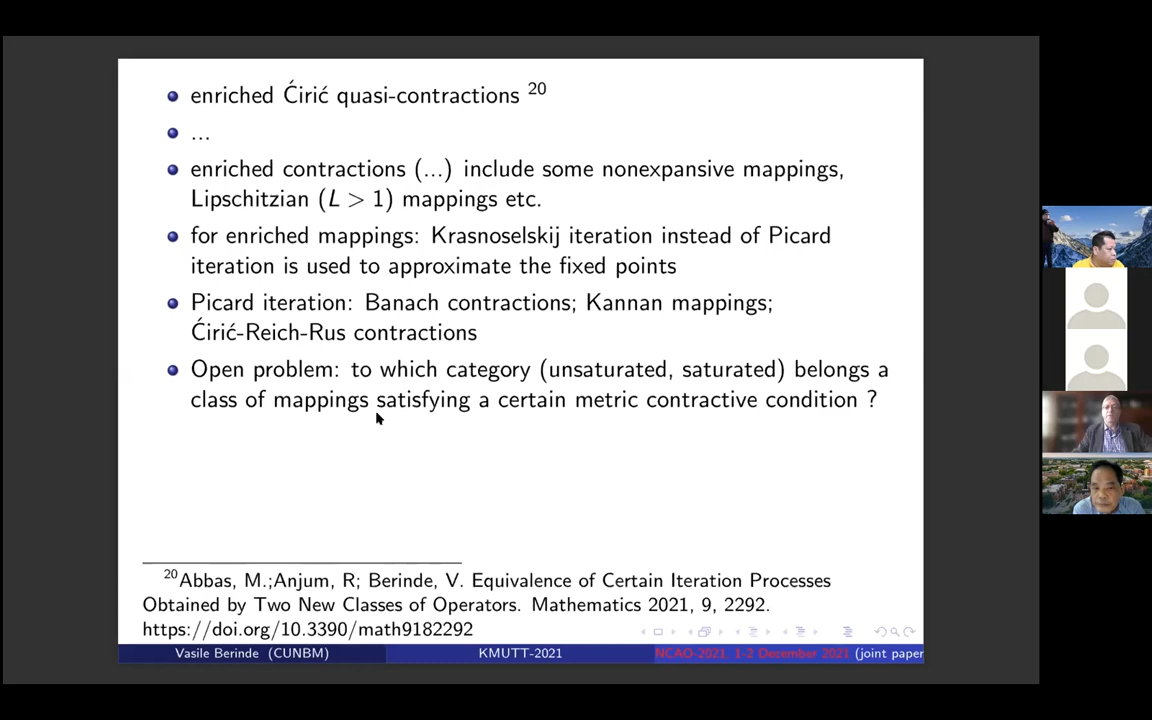 enriched Ćirić quasi-contractions 20
...
enriched contractions (...) include some nonexpansive mappings,
Lipschitzian (L > 1) mappings etc.
for enriched mappings: Krasnoselskij iteration instead of Picard
iteration is used to approximate the fixed points
Picard iteration: Banach contractions; Kannan mappings;
Ćirić-Reich-Rus contractions
Open problem: to which category (unsaturated, saturated) belongs a
class of mappings satisfying a certain metric contractive condition ?
20Abbas, M.;Anjum, R; Berinde, V. Equivalence of Certain Iteration Processes
Obtained by Two New Classes of Operators. Mathematics 2021, 9, 2292.
https://doi.org/10.3390/math9182292
Vasile Berinde (CUNBM) KMUTT-2021 NCAO-2021, 1-2 December 2021 (joint paper